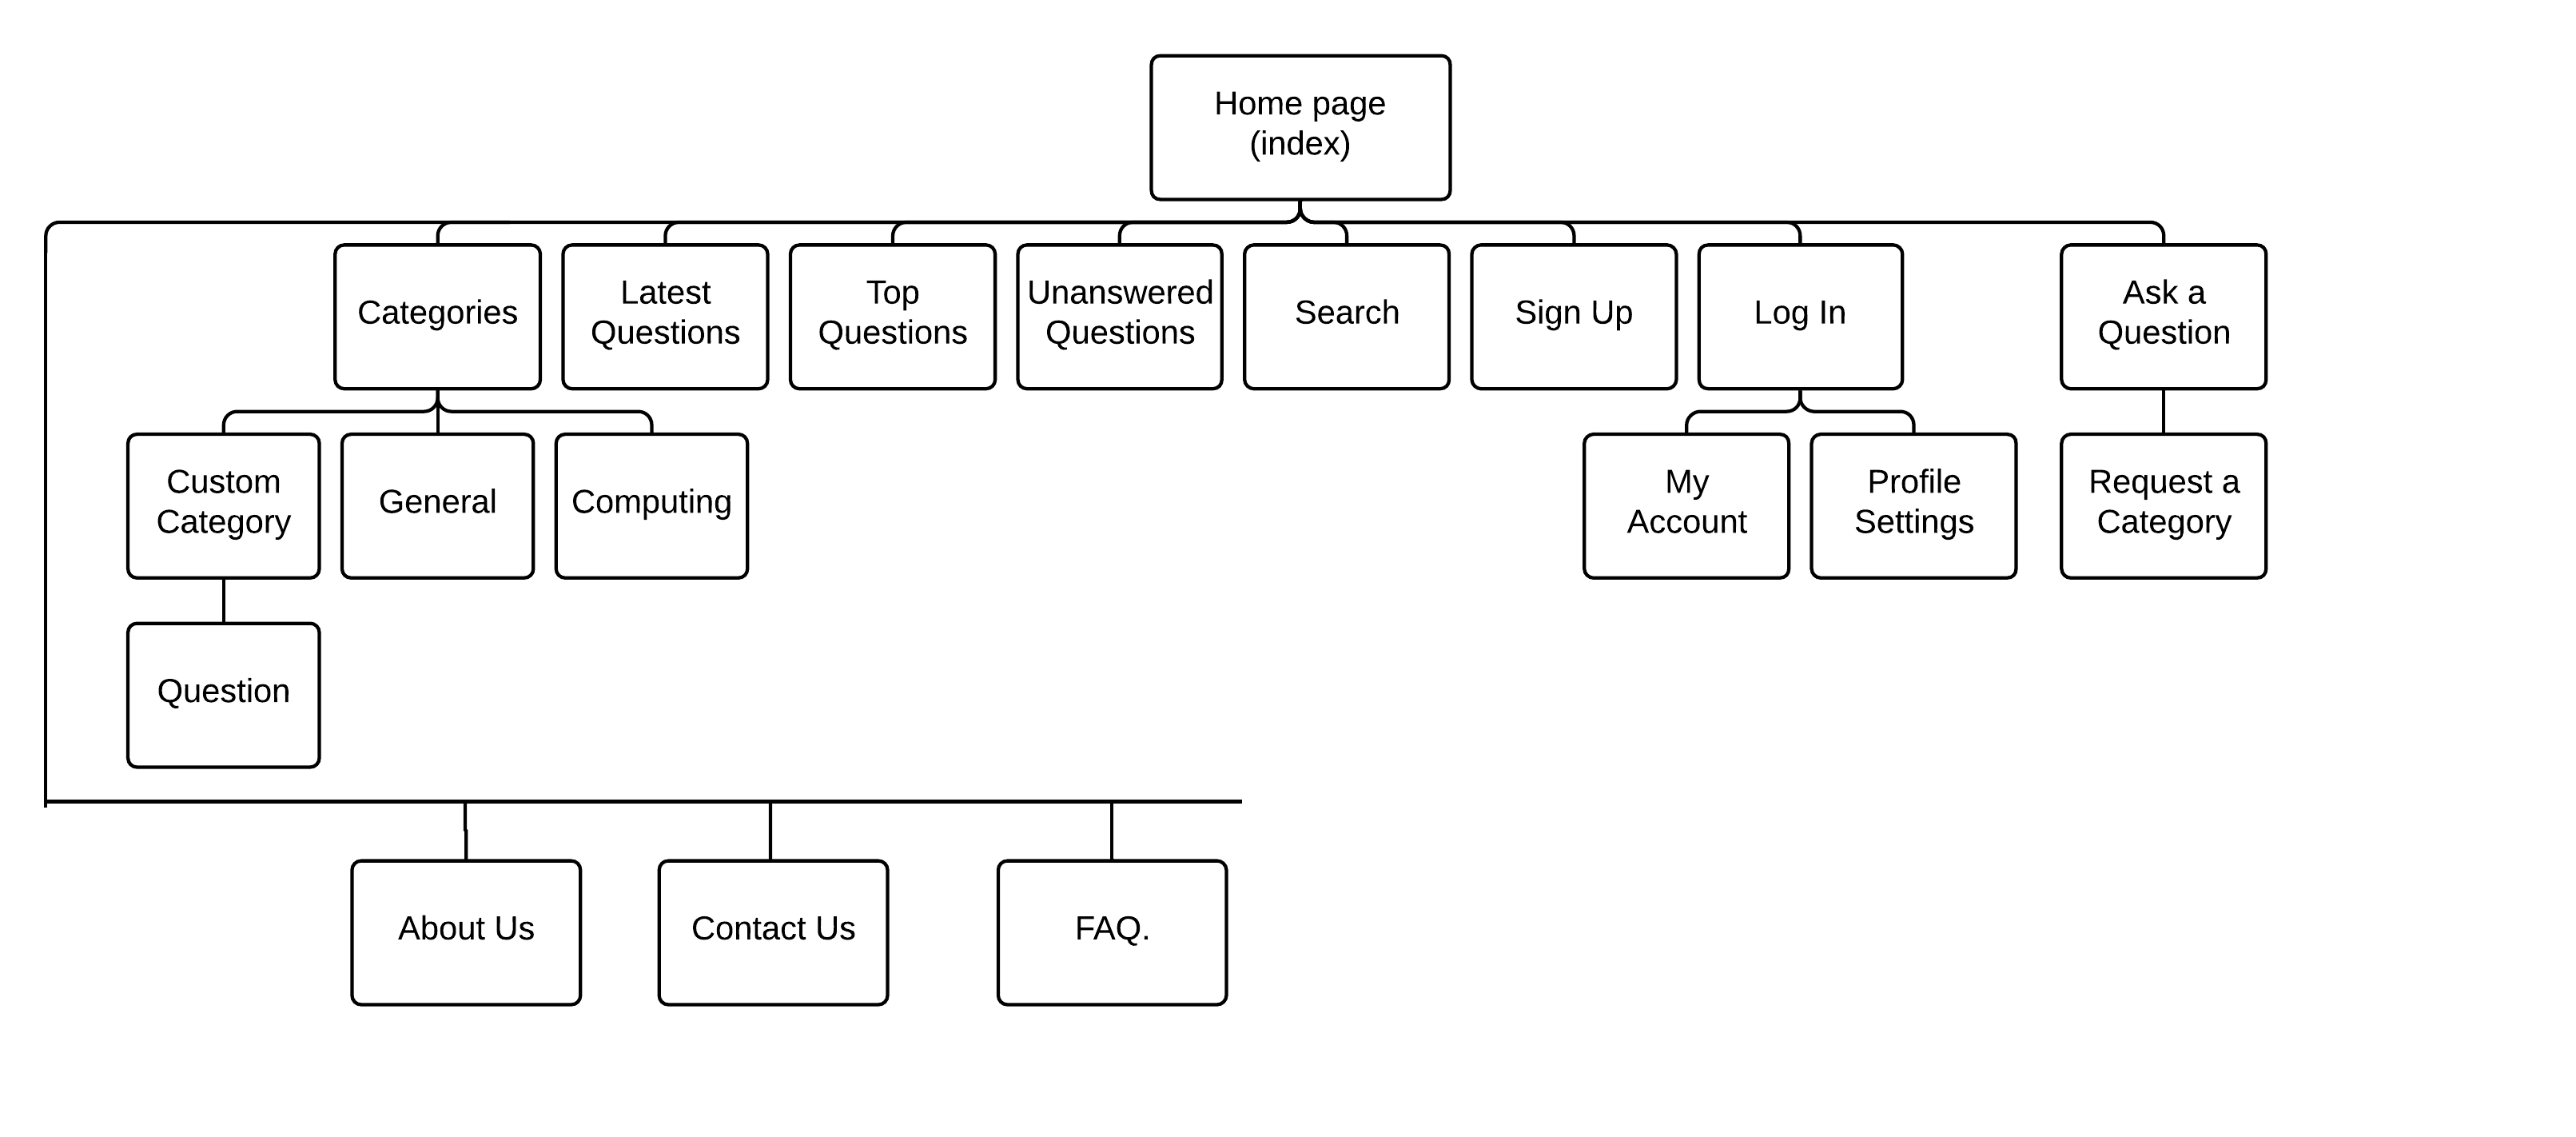 Home page
(index)
Categories
Latest
Questions
Top
Questions
Unanswered
Questions
Search
Sign Up
Log In
Ask a
Question
Custom
Category
General
Computing
My
Account
Profile
Settings
Request a
Category
Question
About Us
Contact Us
FAQ.